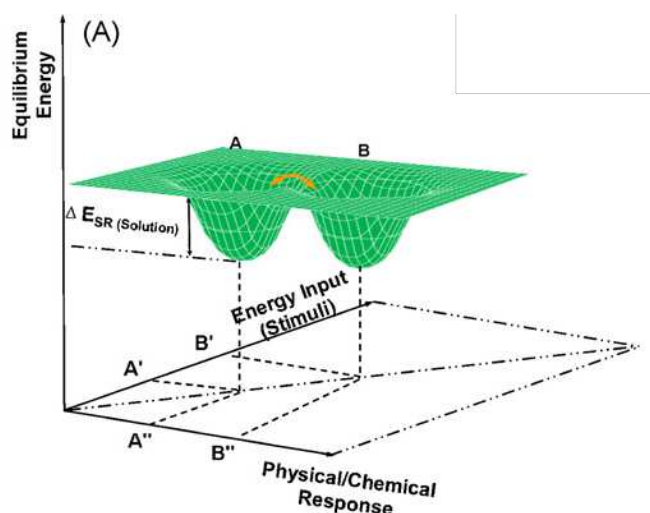 (A)
Equilibrium
Energy
A
B
Δ E_SR (Solution)
Energy Input
(Stimuli)
B'
A'
A''
B''
Physical/Chemical
Response